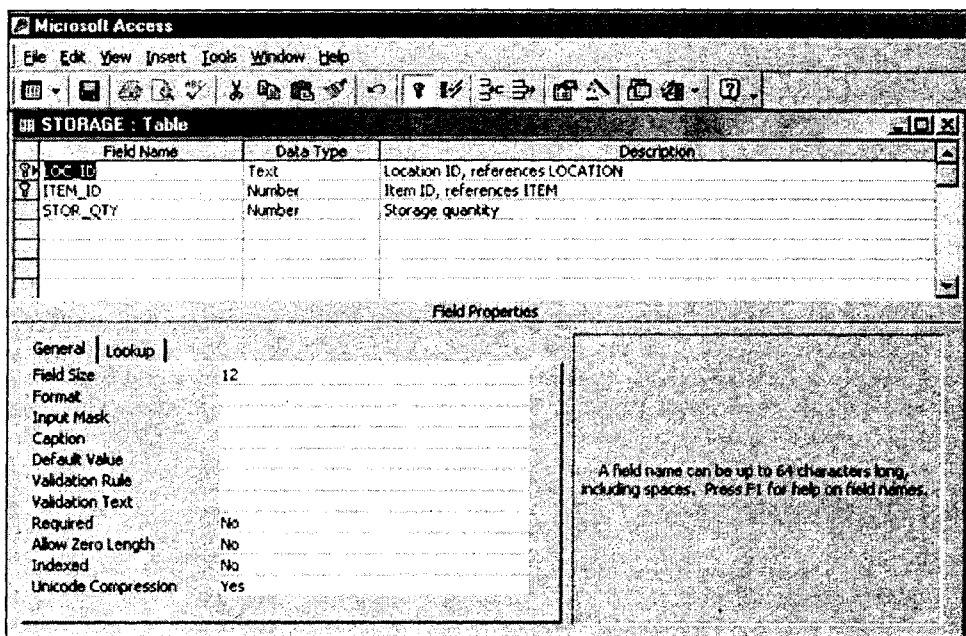 Microsoft Access
File Edit View Insert Tools Window Help
STORAGE : Table
Field Name Data Type Description
LOC_ID Text Location ID, references LOCATION
ITEM_ID Number Item ID, references ITEM
STOR_QTY Number Storage quantity
Field Properties
General Lookup
Field Size 12
Format
Input Mask
Caption
Default Value
Validation Rule
Validation Text
Required No
Allow Zero Length No
Indexed No
Unicode Compression Yes
A field name can be up to 64 characters long,
including spaces. Press F1 for help on field names.